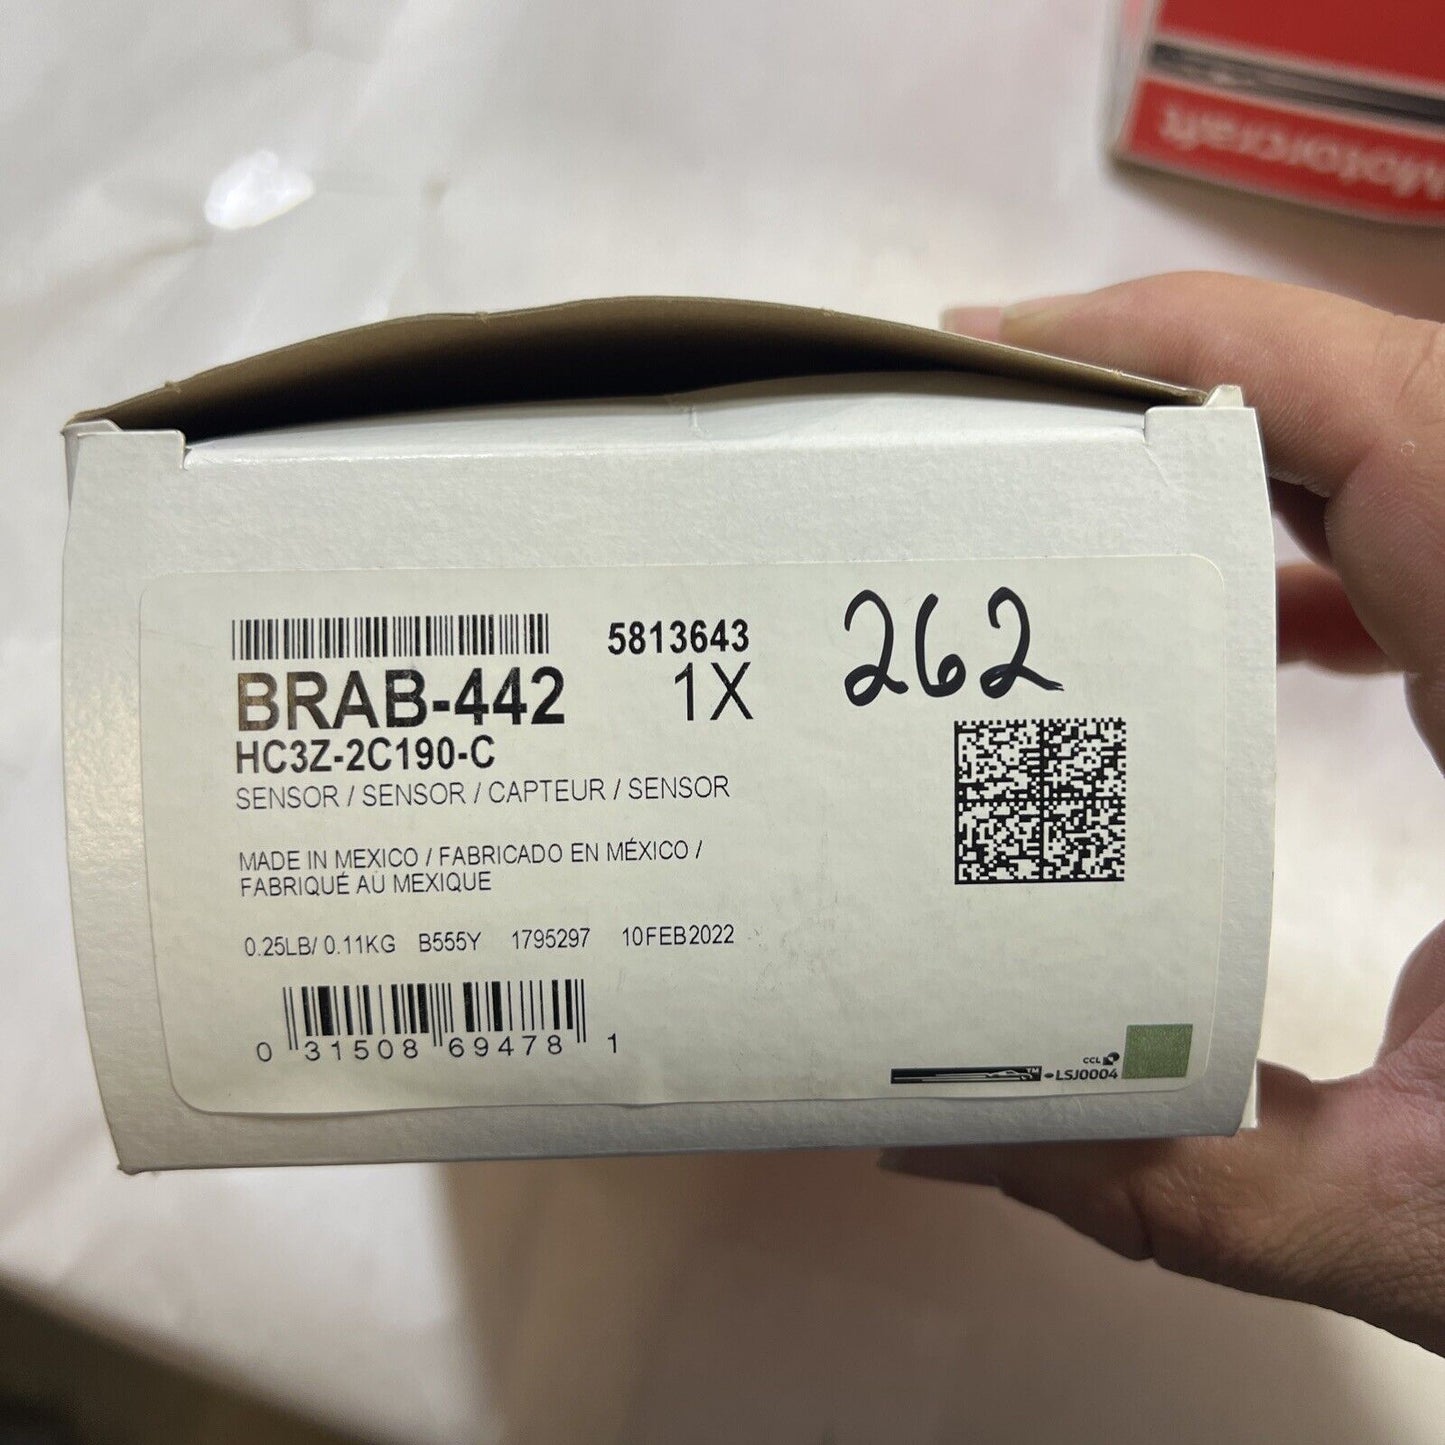 Motorcraft
5813643
262
BRAB-442
1X
HC3Z-2C190-C
SENSOR / SENSOR / CAPTEUR / SENSOR
MADE IN MEXICO / FABRICADO EN MÉXICO /
FABRIQUÉ AU MEXIQUE
0.25LB/ 0.11KG B555Y 1795297 10FEB2022
0 31508 69478 1
CCL
TM -LSJ0004